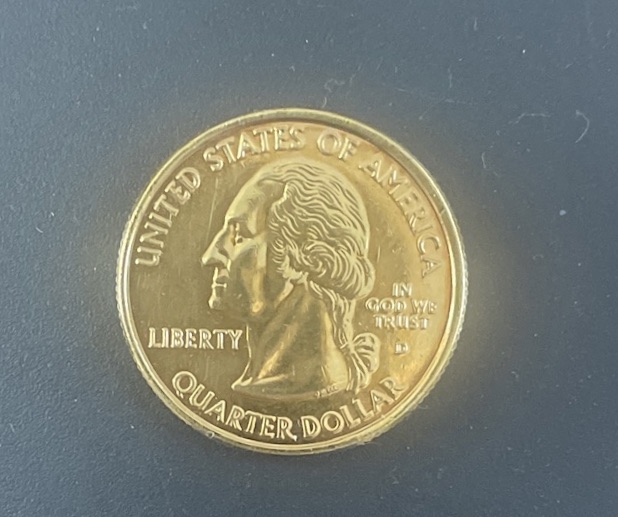 UNITED STATES OF AMERICA
LIBERTY
IN
GOD WE
TRUST
D
QUARTER DOLLAR